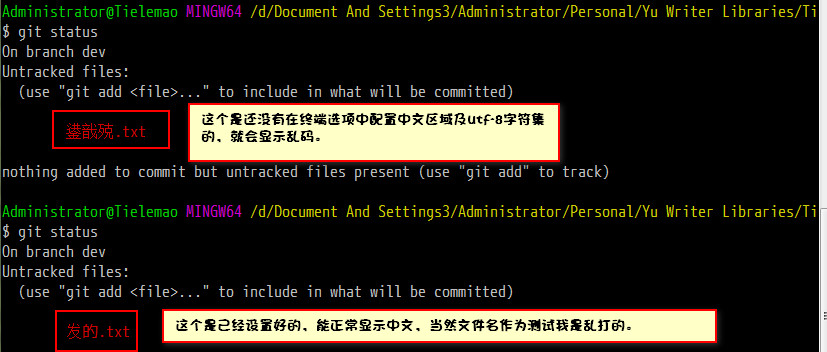 Administrator@Tielemao MINGW64 /d/Document And Settings3/Administrator/Personal/Yu Writer Libraries/Ti
$ git status
On branch dev
Untracked files:
(use "git add <file>..." to include in what will be committed)
鍙戠殑.txt
这个是还没有在终端选项中配置中文区域及utf-8字符集
的，就会显示乱码。
nothing added to commit but untracked files present (use "git add" to track)
Administrator@Tielemao MINGW64 /d/Document And Settings3/Administrator/Personal/Yu Writer Libraries/Ti
$ git status
On branch dev
Untracked files:
(use "git add <file>..." to include in what will be committed)
发的.txt
这个是已经设置好的，能正常显示中文，当然文件名作为测试我是乱打的。